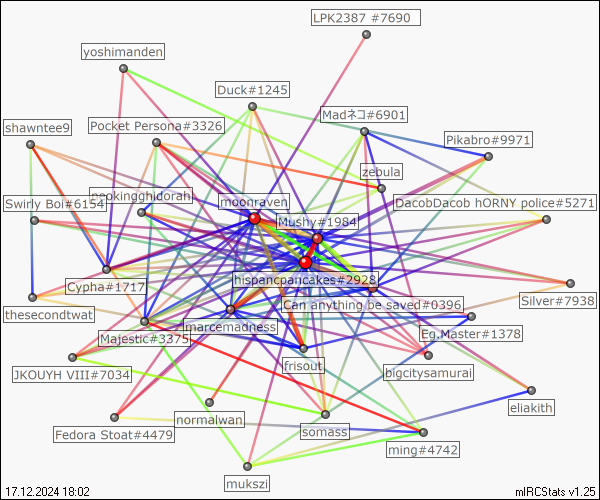 LPK2387 #7690
yoshimanden
Duck#1245
Madネコ#6901
shawntee9
Pocket Persona#3326
Pikabro#9971
zebula
Swirly Boi#6154
neokingghidorah
moonraven
DacobDacob hORNY police#5271
Mushy#1984
Cypha#1717
hispancpancakes#2928
Silver#7938
thesecondtwat
Can anything be saved#0396
Majestic#3375
marcemadness
Eg.Master#1378
JKOUYH VIII#7034
frisout
bigcitysamurai
normalwan
eliakith
Fedora Stoat#4479
somass
ming#4742
mukszi
17.12.2024 18:02
mIRCStats v1.25